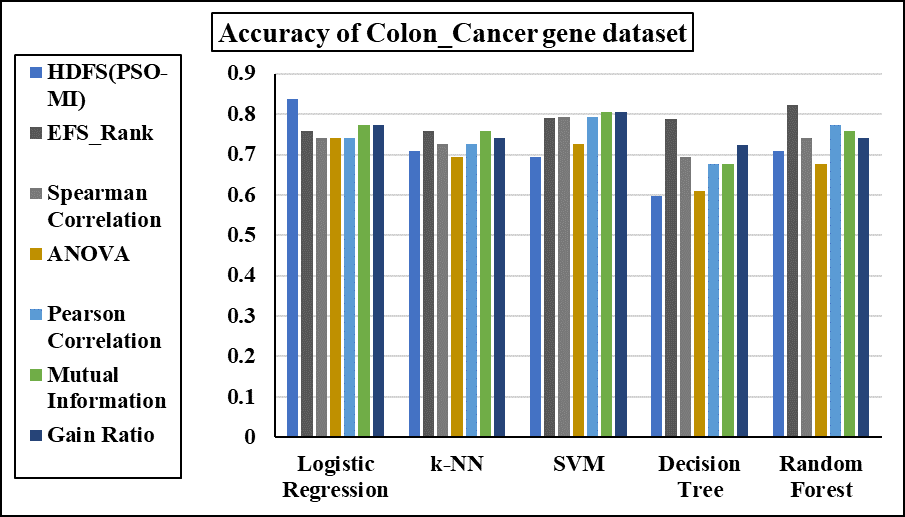 Accuracy of Colon_Cancer gene dataset
HDFS(PSO-
MI)
EFS_Rank
Spearman
Correlation
ANOVA
Pearson
Correlation
Mutual
Information
Gain Ratio
0.9
0.8
0.7
0.6
0.5
0.4
0.3
0.2
0.1
0
Logistic
Regression
k-NN
SVM
Decision
Tree
Random
Forest